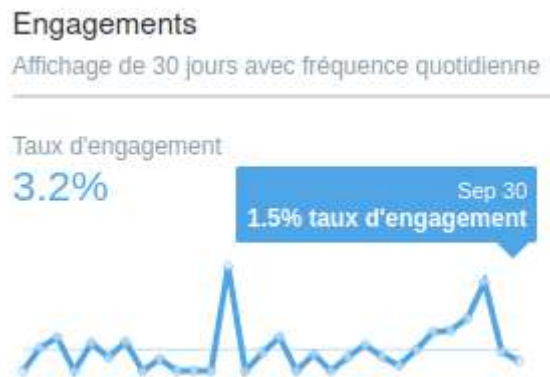 Engagements
Affichage de 30 jours avec fréquence quotidienne
Taux d'engagement
3.2%
Sep 30
1.5% taux d'engagement